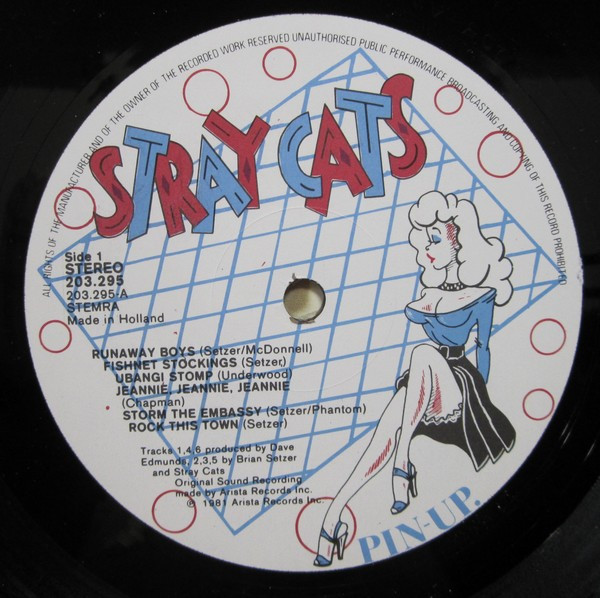 ALL RIGHTS OF THE MANUFACTURER AND OF THE OWNER OF THE RECORDED WORK RESERVED UNAUTHORISED PUBLIC PERFORMANCE BROADCASTING AND COPYING OF THIS RECORD PROHIBITED
STRAY CATS
Side 1
STEREO
203.295
203.295-A
STEMRA
Made in Holland
RUNAWAY BOYS (Setzer/McDonnell)
FISHNET STOCKINGS (Setzer)
UBANGI STOMP (Underwood)
JEANNIE, JEANNIE, JEANNIE
(Chapman)
STORM THE EMBASSY (Setzer/Phantom)
ROCK THIS TOWN (Setzer)
Tracks 1,4,6 produced by Dave
Edmunds, 2,3,5 by Brian Setzer
and Stray Cats
Original Sound Recording
made by Arista Records Inc.
℗ 1981 Arista Records Inc.
PIN-UP.